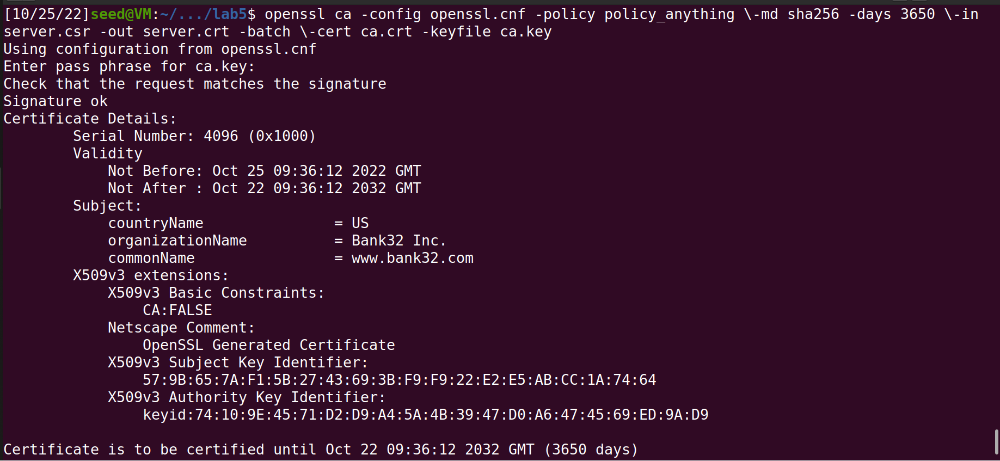 [10/25/22]seed@VM:~/.../lab5$ openssl ca -config openssl.cnf -policy policy_anything \-md sha256 -days 3650 \-in
server.csr -out server.crt -batch \-cert ca.crt -keyfile ca.key
Using configuration from openssl.cnf
Enter pass phrase for ca.key:
Check that the request matches the signature
Signature ok
Certificate Details:
        Serial Number: 4096 (0x1000)
        Validity
            Not Before: Oct 25 09:36:12 2022 GMT
            Not After : Oct 22 09:36:12 2032 GMT
        Subject:
            countryName               = US
            organizationName          = Bank32 Inc.
            commonName                = www.bank32.com
        X509v3 extensions:
            X509v3 Basic Constraints:
                CA:FALSE
            Netscape Comment:
                OpenSSL Generated Certificate
            X509v3 Subject Key Identifier:
                57:9B:65:7A:F1:5B:27:43:69:3B:F9:F9:22:E2:E5:AB:CC:1A:74:64
            X509v3 Authority Key Identifier:
                keyid:74:10:9E:45:71:D2:D9:A4:5A:4B:39:47:D0:A6:47:45:69:ED:9A:D9
Certificate is to be certified until Oct 22 09:36:12 2032 GMT (3650 days)